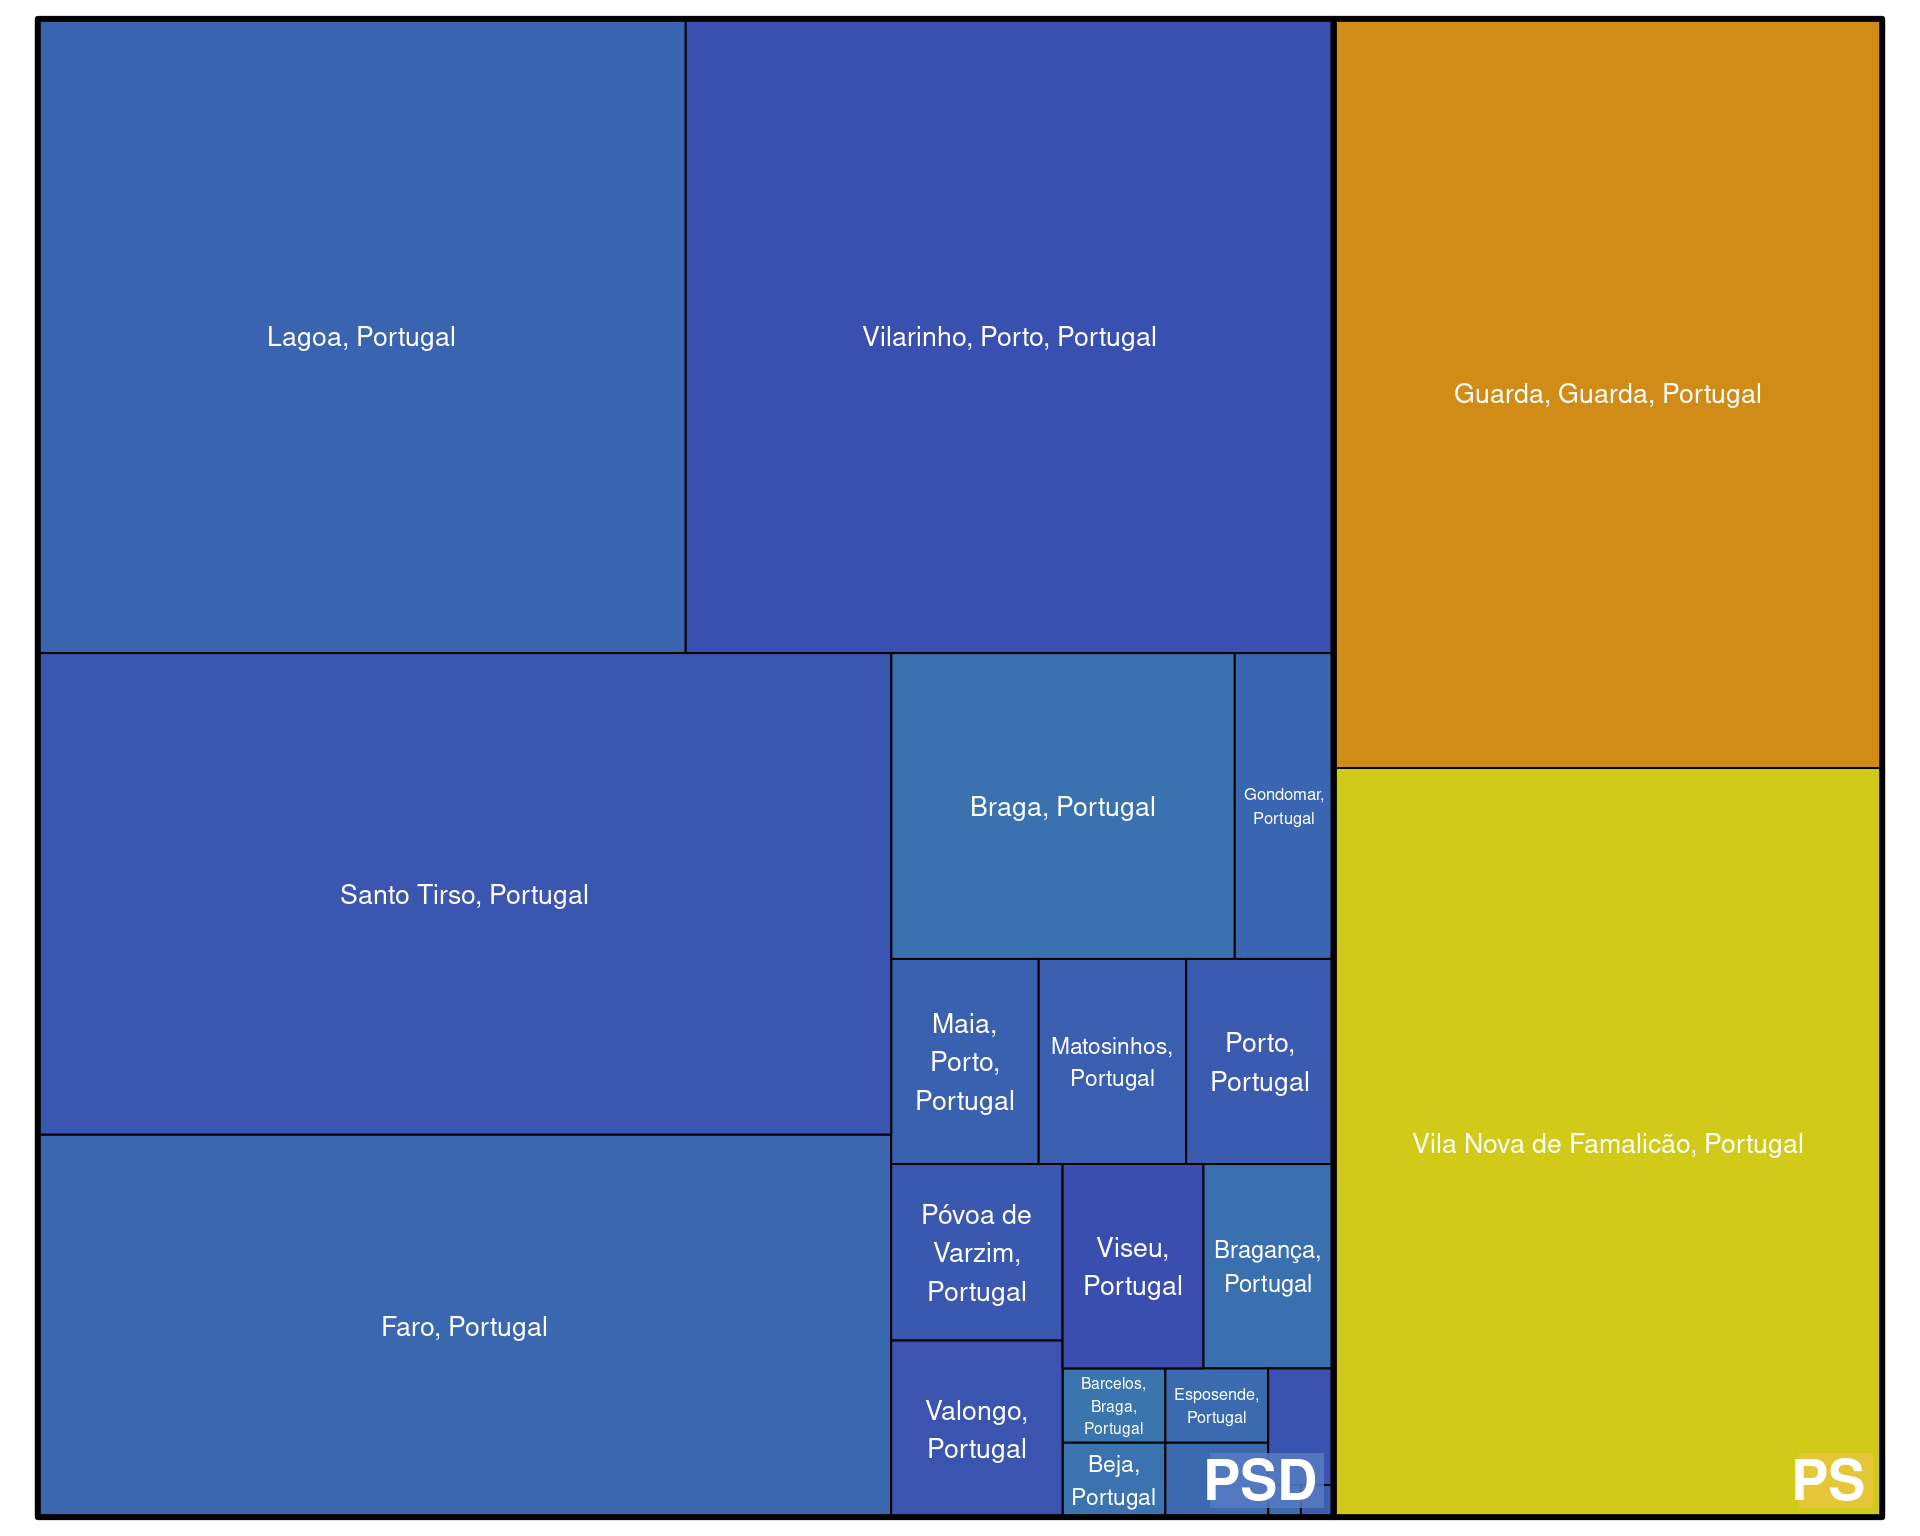 Lagoa, Portugal
Vilarinho, Porto, Portugal
Guarda, Guarda, Portugal
Santo Tirso, Portugal
Braga, Portugal
Gondomar,
Portugal
Maia,
Porto,
Portugal
Matosinhos,
Portugal
Porto,
Portugal
Vila Nova de Famalicão, Portugal
Faro, Portugal
Póvoa de
Varzim,
Portugal
Viseu,
Portugal
Bragança,
Portugal
Valongo,
Portugal
Barcelos,
Braga,
Portugal
Esposende,
Portugal
Beja,
Portugal
PSD
PS